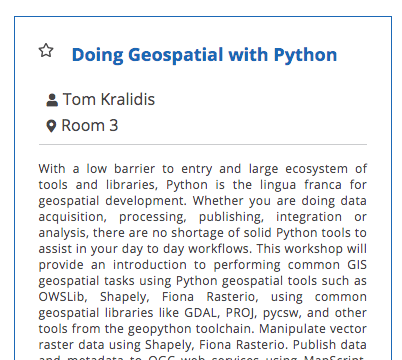 Doing Geospatial with Python
Tom Kralidis
Room 3
With a low barrier to entry and large ecosystem of
tools and libraries, Python is the lingua franca for
geospatial development. Whether you are doing data
acquisition, processing, publishing, integration or
analysis, there are no shortage of solid Python tools to
assist in your day to day workflows. This workshop will
provide an introduction to performing common GIS
geospatial tasks using Python geospatial tools such as
OWSLib, Shapely, Fiona Rasterio, using common
geospatial libraries like GDAL, PROJ, pycsw, and other
tools from the geopython toolchain. Manipulate vector
raster data using Shapely, Fiona Rasterio. Publish data
and metadata to OGC web services using MapScript,